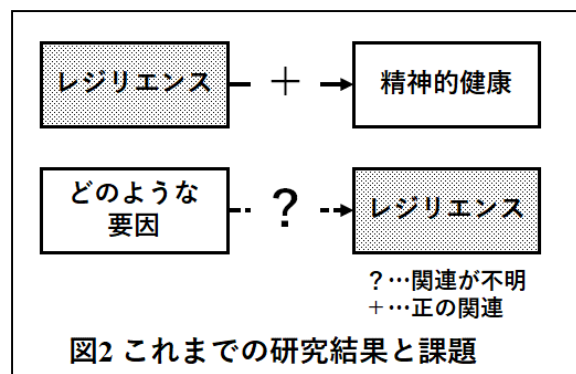 レジリエンス
+
精神的健康
どのような
要因
?
レジリエンス
?…関連が不明
+…正の関連
図2 これまでの研究結果と課題